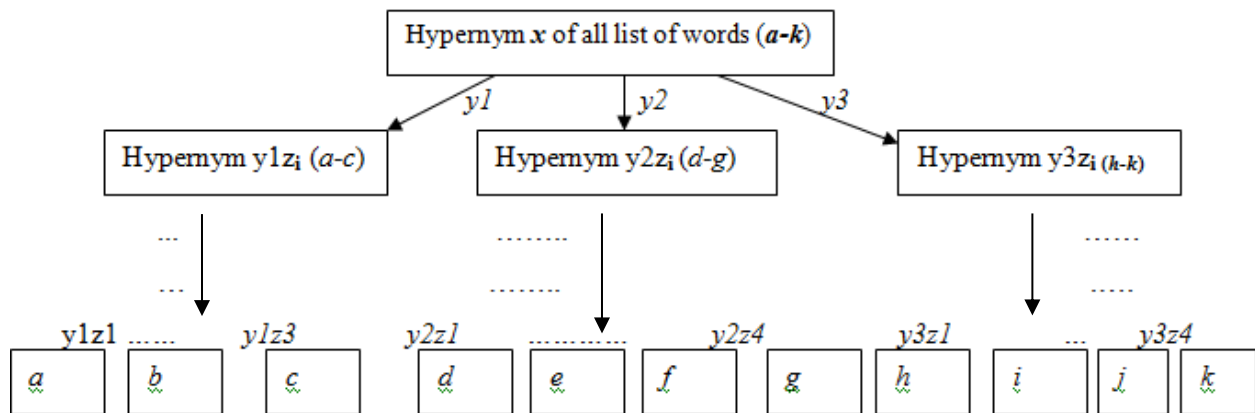 Hypernym x of all list of words (a-k)
y1 y2 y3
Hypernym y1zi (a-c) Hypernym y2zi (d-g) Hypernym y3zi (h-k)
... ........ ......
... ........ .....
y1z1 ...... y1z3 y2z1 ............ y2z4 y3z1 ... y3z4
a b c d e f g h i j k